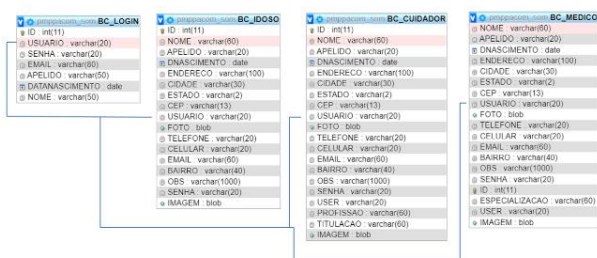 pmppacom_som BC_LOGIN
ID : int(11)
USUARIO : varchar(20)
SENHA : varchar(20)
EMAIL : varchar(80)
APELIDO : varchar(50)
DATANASCIMENTO : date
NOME : varchar(50)
pmppacom_som BC_IDOSO
ID : int(11)
NOME : varchar(60)
APELIDO : varchar(20)
DNASCIMENTO : date
ENDERECO : varchar(100)
CIDADE : varchar(30)
ESTADO : varchar(2)
CEP : varchar(13)
USUARIO : varchar(20)
FOTO : blob
TELEFONE : varchar(20)
CELULAR : varchar(20)
EMAIL : varchar(60)
BAIRRO : varchar(40)
OBS : varchar(1000)
SENHA : varchar(20)
IMAGEM : blob
pmppacom_som BC_CUIDADOR
ID : int(11)
NOME : varchar(60)
APELIDO : varchar(20)
DNASCIMENTO : date
ENDERECO : varchar(100)
CIDADE : varchar(30)
ESTADO : varchar(2)
CEP : varchar(13)
USUARIO : varchar(20)
FOTO : blob
TELEFONE : varchar(20)
CELULAR : varchar(20)
EMAIL : varchar(60)
BAIRRO : varchar(40)
OBS : varchar(1000)
SENHA : varchar(20)
USER : varchar(20)
PROFISSAO : varchar(60)
TITULACAO : varchar(60)
IMAGEM : blob
pmppacom_som BC_MEDICO
NOME : varchar(60)
APELIDO : varchar(20)
DNASCIMENTO : date
ENDERECO : varchar(100)
CIDADE : varchar(30)
ESTADO : varchar(2)
CEP : varchar(13)
USUARIO : varchar(20)
FOTO : blob
TELEFONE : varchar(20)
CELULAR : varchar(20)
EMAIL : varchar(60)
BAIRRO : varchar(40)
OBS : varchar(1000)
SENHA : varchar(20)
ID : int(11)
ESPECIALIZACAO : varchar(60)
USER : varchar(20)
IMAGEM : blob